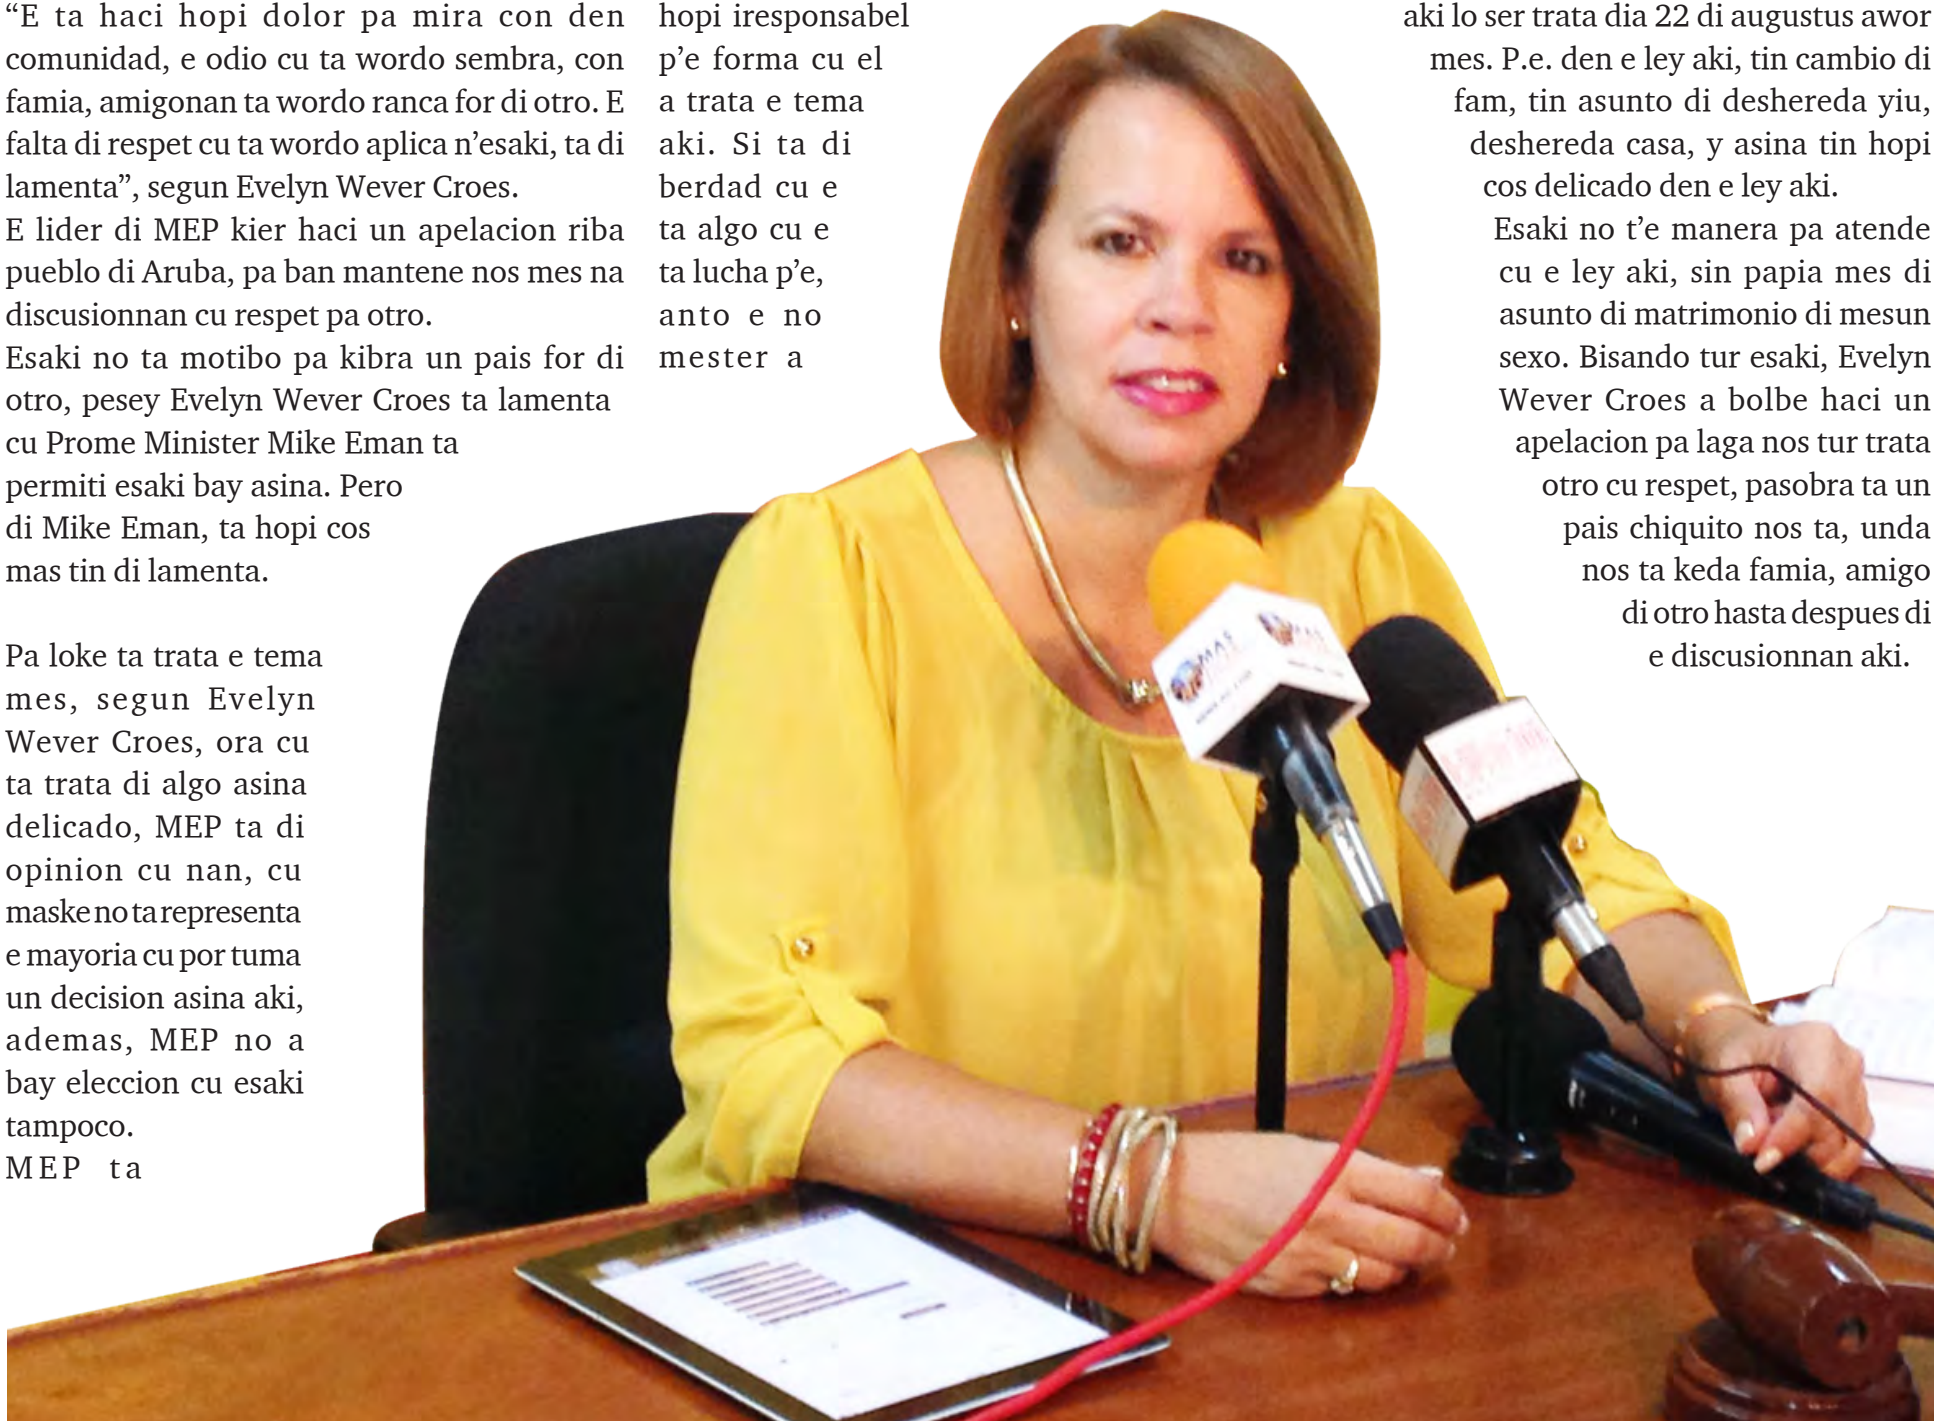 “E ta haci hopi dolor pa mira con den
comunidad, e odio cu ta wordo sembra, con
famia, amigonan ta wordo ranca for di otro. E
falta di respet cu ta wordo aplica n’esaki, ta di
lamenta”, segun Evelyn Wever Croes.
E lider di MEP kier haci un apelacion riba
pueblo di Aruba, pa ban mantene nos mes na
discusionnan cu respet pa otro.
Esaki no ta motibo pa kibra un pais for di
otro, pesey Evelyn Wever Croes ta lamenta
cu Prome Minister Mike Eman ta
permiti esaki bay asina. Pero
di Mike Eman, ta hopi cos
mas tin di lamenta.
Pa loke ta trata e tema
mes, segun Evelyn
Wever Croes, ora cu
ta trata di algo asina
delicado, MEP ta di
opinion cu nan, cu
maske no ta representa
e mayoria cu por tuma
un decision asina aki,
ademas, MEP no a
bay eleccion cu esaki
tampoco.
MEP ta
hopi iresponsabel
p’e forma cu el
a trata e tema
aki. Si ta di
berdad cu e
ta algo cu e
ta lucha p’e,
anto e no
mester a
aki lo ser trata dia 22 di augustus awor
mes. P.e. den e ley aki, tin cambio di
fam, tin asunto di deshereda yiu,
deshereda casa, y asina tin hopi
cos delicado den e ley aki.
Esaki no t’e manera pa atende
cu e ley aki, sin papia mes di
asunto di matrimonio di mesun
sexo. Bisando tur esaki, Evelyn
Wever Croes a bolbe haci un
apelacion pa laga nos tur trata
otro cu respet, pasobra ta un
pais chiquito nos ta, unda
nos ta keda famia, amigo
di otro hasta despues di
e discusionnan aki.
MAS
MAS